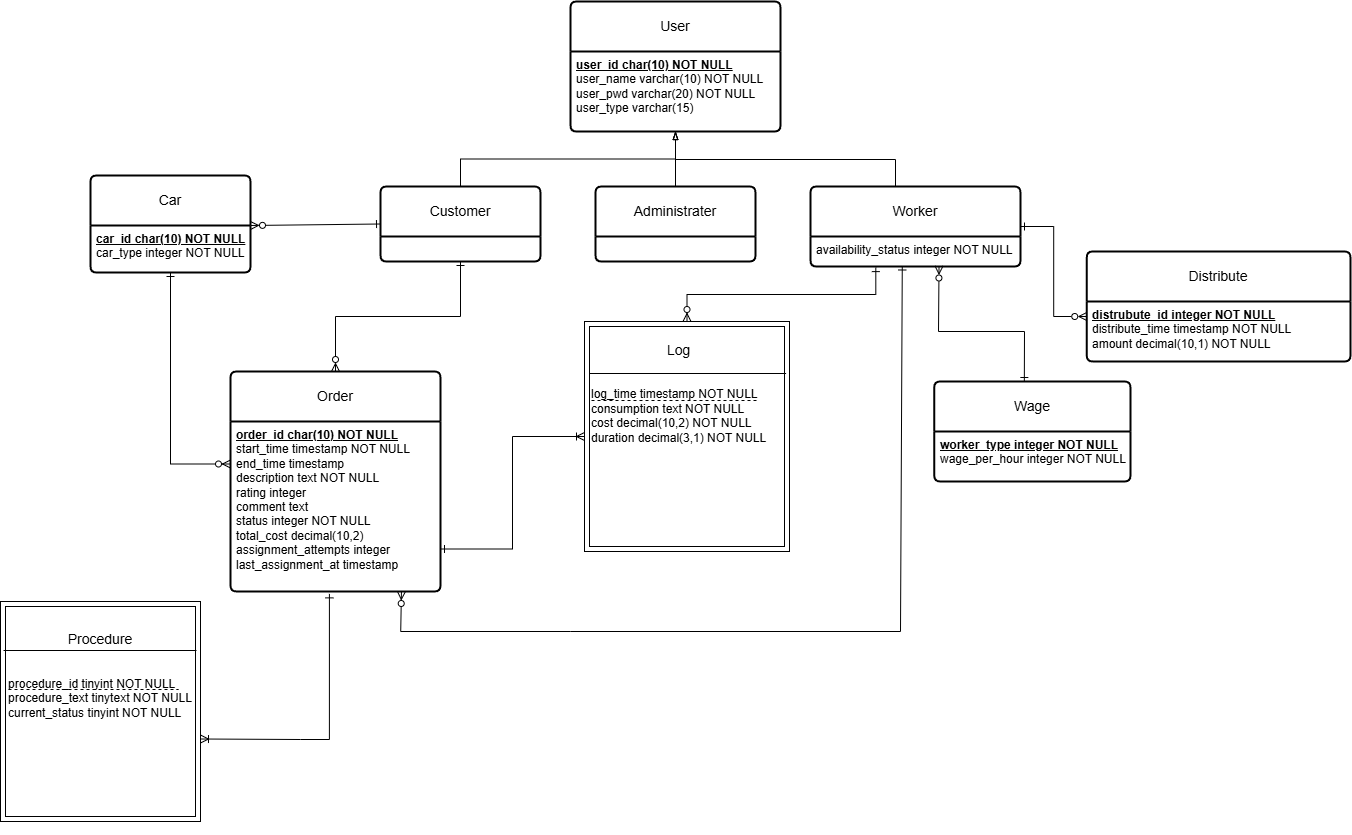 User
user_id char(10) NOT NULL
user_name varchar(10) NOT NULL
user_pwd varchar(20) NOT NULL
user_type varchar(15)
Car
car_id char(10) NOT NULL
car_type integer NOT NULL
Customer
Administrater
Worker
availability_status integer NOT NULL
Distribute
distrubute_id integer NOT NULL
distribute_time timestamp NOT NULL
amount decimal(10,1) NOT NULL
Log
log_time timestamp NOT NULL
consumption text NOT NULL
cost decimal(10,2) NOT NULL
duration decimal(3,1) NOT NULL
Order
order_id char(10) NOT NULL
start_time timestamp NOT NULL
end_time timestamp
description text NOT NULL
rating integer
comment text
status integer NOT NULL
total_cost decimal(10,2)
assignment_attempts integer
last_assignment_at timestamp
Wage
worker_type integer NOT NULL
wage_per_hour integer NOT NULL
Procedure
procedure_id tinyint NOT NULL
procedure_text tinytext NOT NULL
current_status tinyint NOT NULL